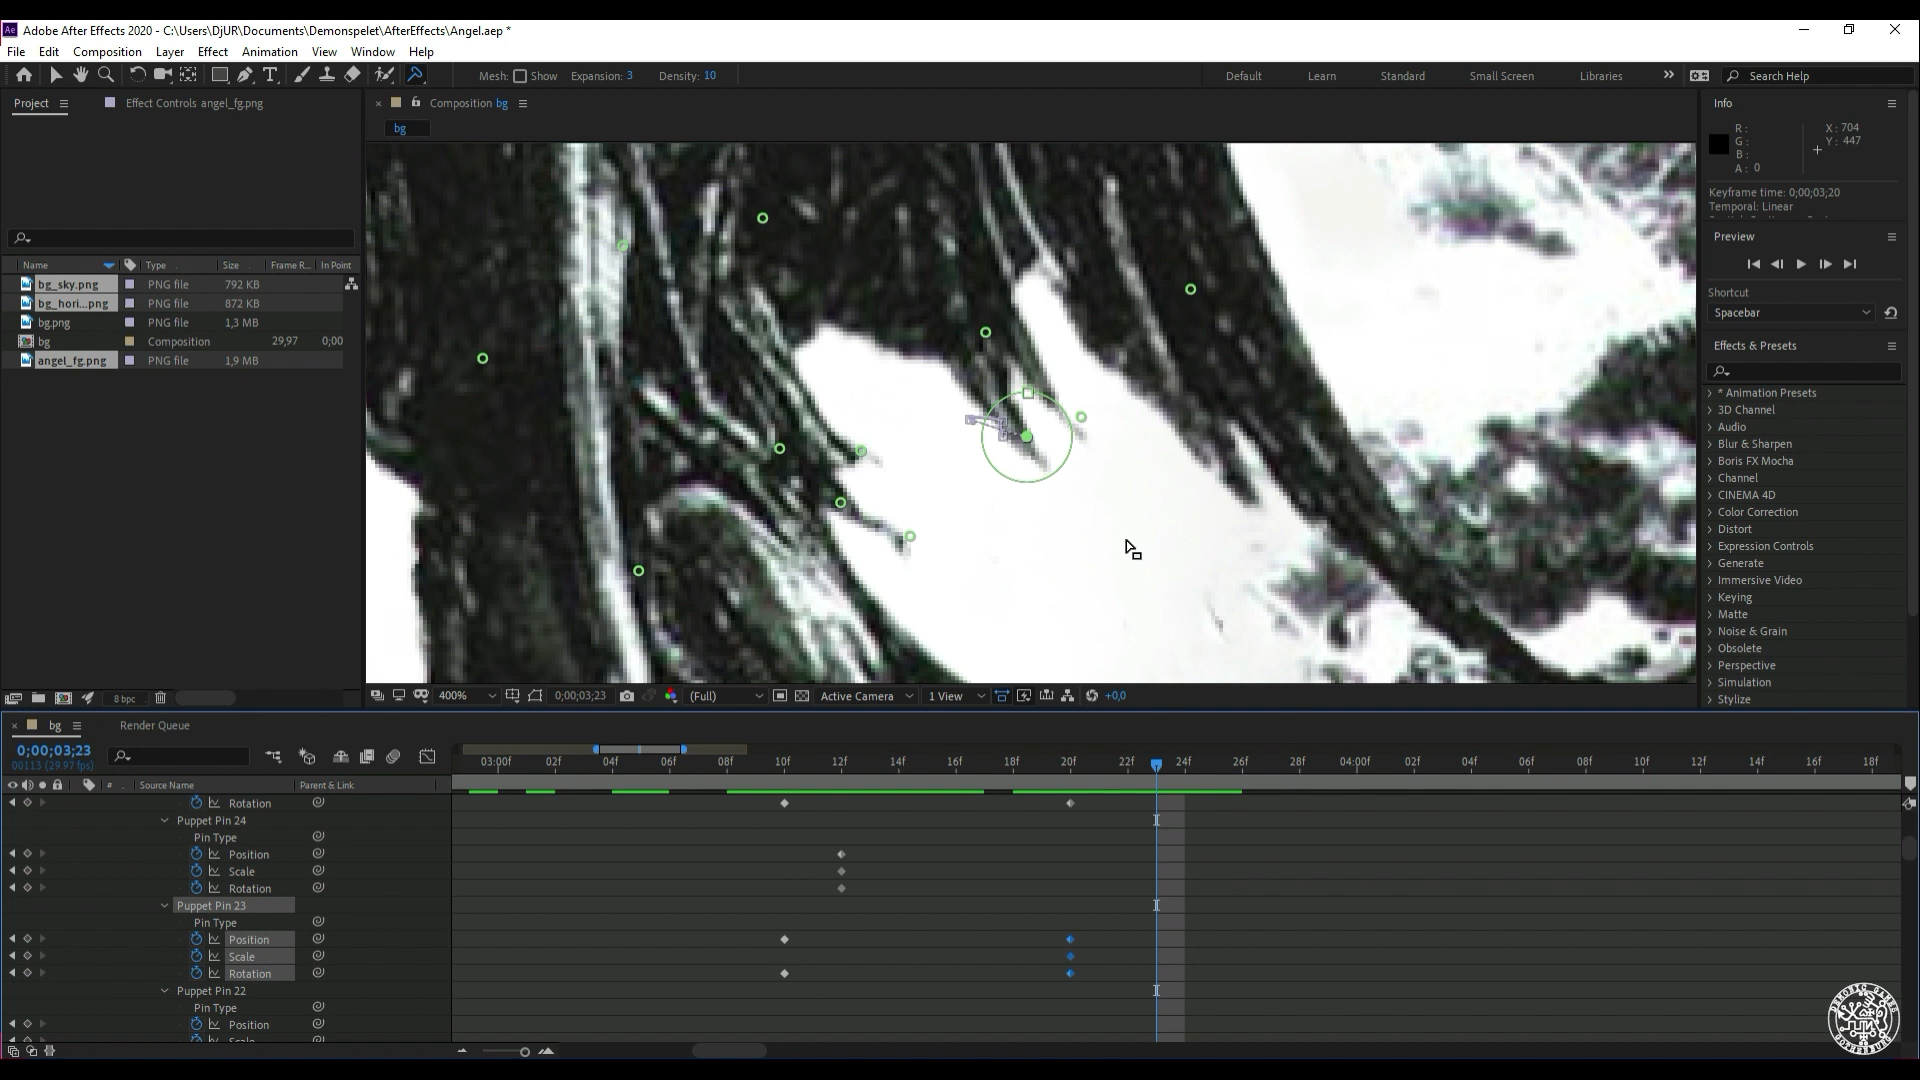 Ae Adobe After Effects 2020 - C:\Users\DjUR\Documents\Demonspelet\AfterEffects\Angel.aep *
File Edit Composition Layer Effect Animation View Window Help
Mesh: Show Expansion: 3 Density: 10 Default Learn Standard Small Screen Libraries Search Help
Project Effect Controls angel_fg.png
Composition bg
bg
Name Type Size Frame R... In Point
bg_sky.png PNG file 792 KB
bg_hori...png PNG file 872 KB
bg.png PNG file 1,3 MB
bg Composition 29,97 0;00
angel_fg.png PNG file 1,9 MB
8 bpc
400% 0;00;03;23 (Full) Active Camera 1 View +0,0
Info
R: X: 704
G: Y: 447
B:
A: 0
Keyframe time: 0;00;03;20
Temporal: Linear
Preview
Shortcut
Spacebar
Effects & Presets
* Animation Presets
3D Channel
Audio
Blur & Sharpen
Boris FX Mocha
Channel
CINEMA 4D
Color Correction
Distort
Expression Controls
Generate
Immersive Video
Keying
Matte
Noise & Grain
Obsolete
Perspective
Simulation
Stylize
bg Render Queue
0;00;03;23
00113 (29.97 fps)
03:00f 02f 04f 06f 08f 10f 12f 14f 16f 18f 20f 22f 24f 26f 28f 04:00f 04f 06f 08f 10f 12f 14f 16f 18f
# Source Name Parent & Link
Rotation
Puppet Pin 24
Pin Type
Position
Scale
Rotation
Puppet Pin 23
Pin Type
Position
Scale
Rotation
Puppet Pin 22
Pin Type
Position
Scale
DEMONIC GAMES
GOTHENBURG